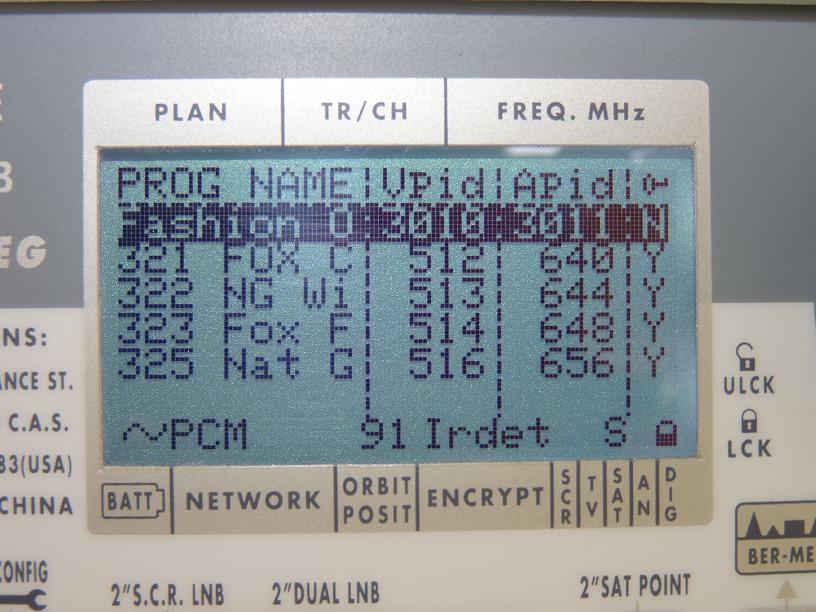 PLAN TR/CH FREQ. MHz
PROG NAME Vpid Apid
Fashion 3010 3011 N
321 FOX C 512 640 Y
322 NG Wi 513 644 Y
323 Fox F 514 648 Y
325 Nat G 516 656 Y
~PCM 91 Irdet S
BATT NETWORK ORBIT POSIT ENCRYPT SCR TV SAT AN DIG
EG
NS:
ANCE ST.
C.A.S.
83(USA)
CHINA
CONFIG
ULCK
LCK
BER-ME
2"S.C.R. LNB 2"DUAL LNB 2"SAT POINT